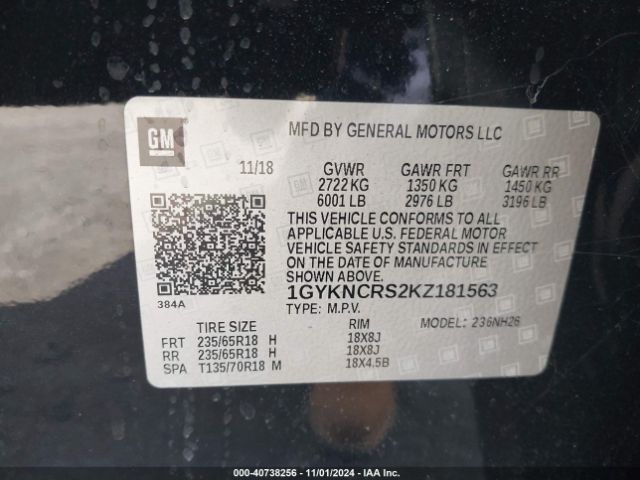 GM
MFD BY GENERAL MOTORS LLC
11/18
GVWR GAWR FRT GAWR RR
2722 KG 1350 KG 1450 KG
6001 LB 2976 LB 3196 LB
THIS VEHICLE CONFORMS TO ALL
APPLICABLE U.S. FEDERAL MOTOR
VEHICLE SAFETY STANDARDS IN EFFECT
ON THE DATE OF MANUFACTURE
SHOWN ABOVE.
1GYKNCRS2KZ181563
TYPE: M.P.V. MODEL: 236NH26
384A
TIRE SIZE RIM
FRT 235/65R18 H 18X8J
RR 235/65R18 H 18X8J
SPA T135/70R18 M 18X4.5B
000-40738256 - 11/01/2024 - IAA Inc.